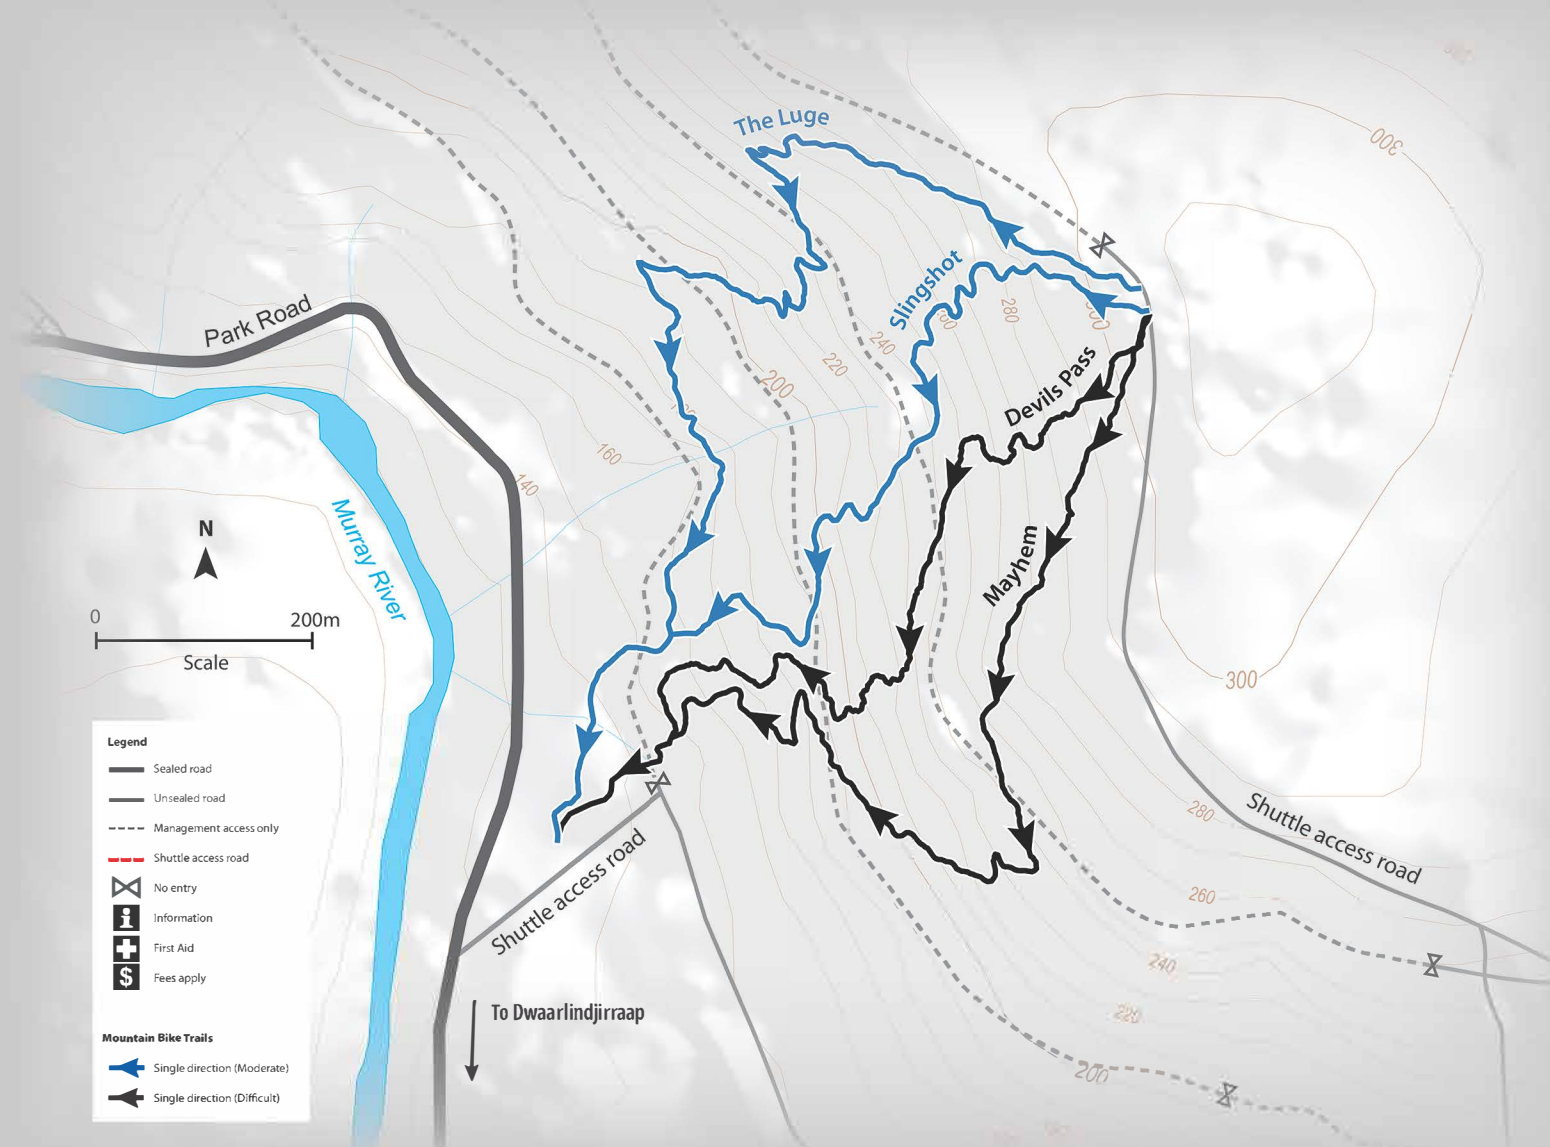 The Luge
300
Slingshot
280
Park Road
240
220
Devils Pass
200
160
140
Murray River
N
0
200m
Scale
Mayhem
300
Legend
Sealed road
Unsealed road
Management access only
Shuttle access road
No entry
Information
First Aid
Fees apply
Mountain Bike Trails
Single direction (Moderate)
Single direction (Difficult)
280
Shuttle access road
Shuttle access road
260
240
To Dwaarlindjirraap
220
200